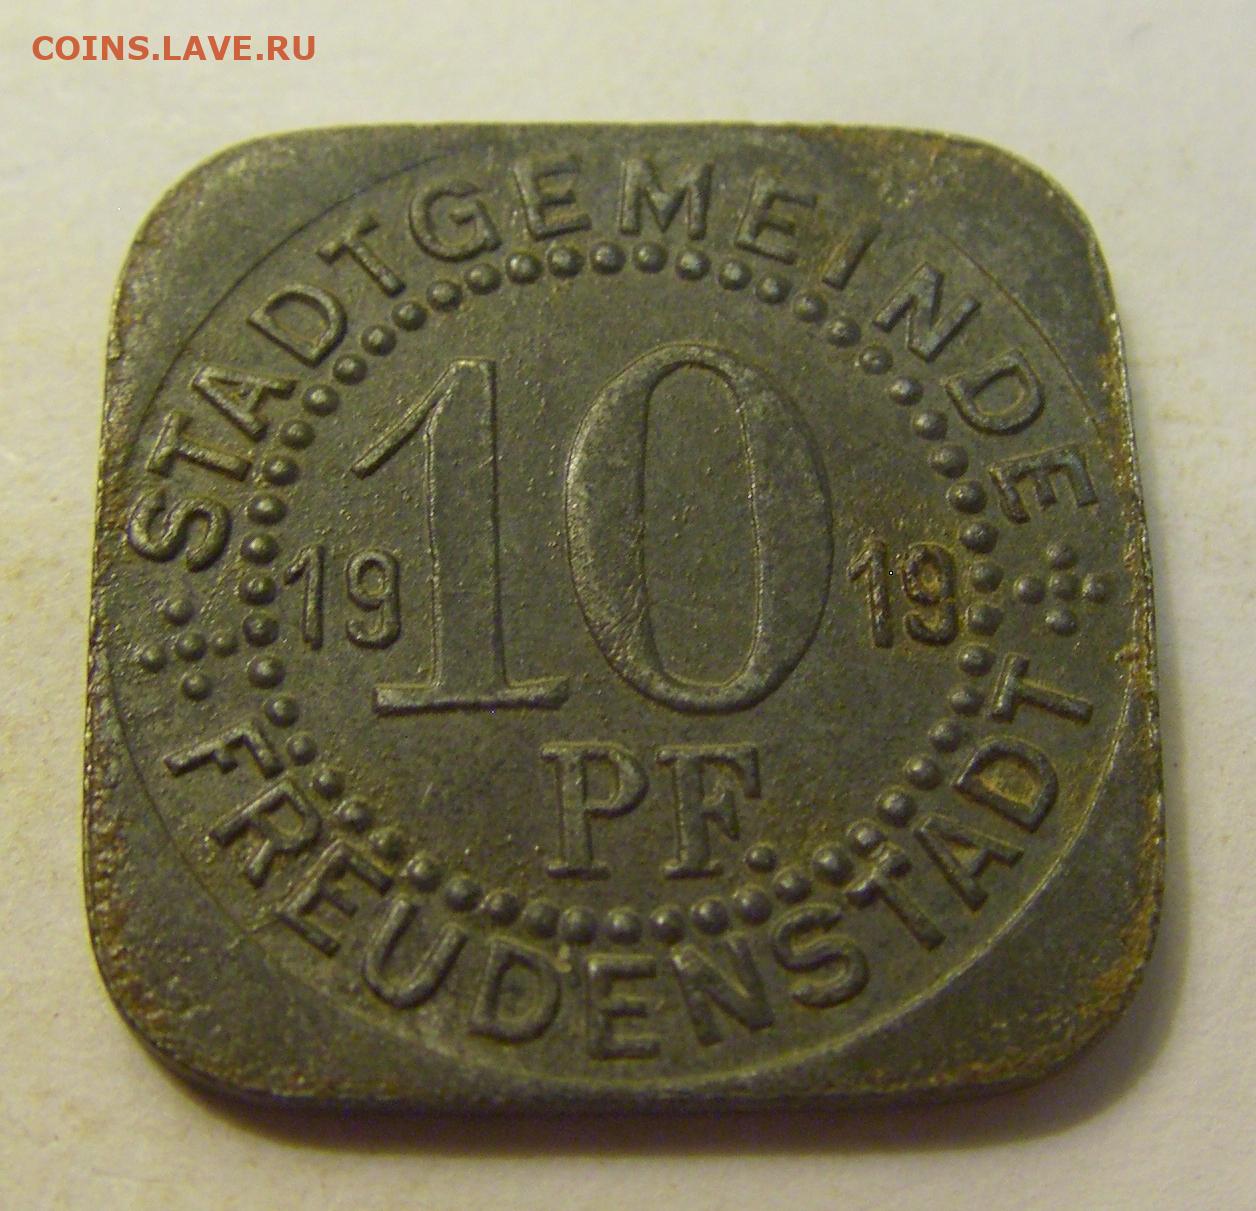 COINS.LAVE.RU
STADTGEMEINDE
19 10 19
PF.
FREUDENSTADT